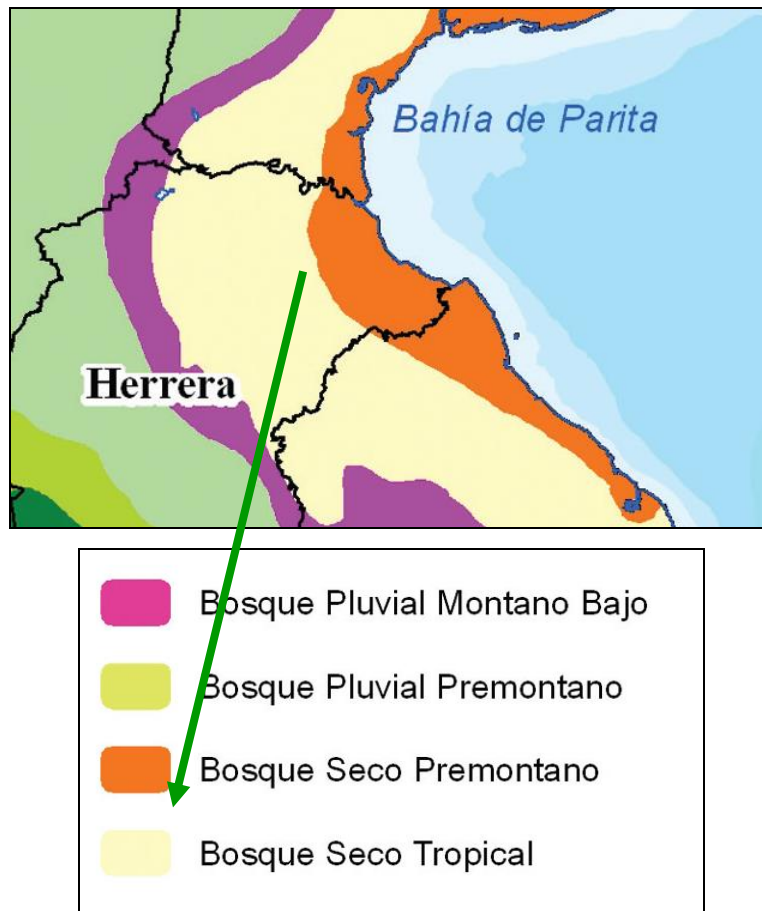 Bahía de Parita
Herrera
Bosque Pluvial Montano Bajo
Bosque Pluvial Premontano
Bosque Seco Premontano
Bosque Seco Tropical